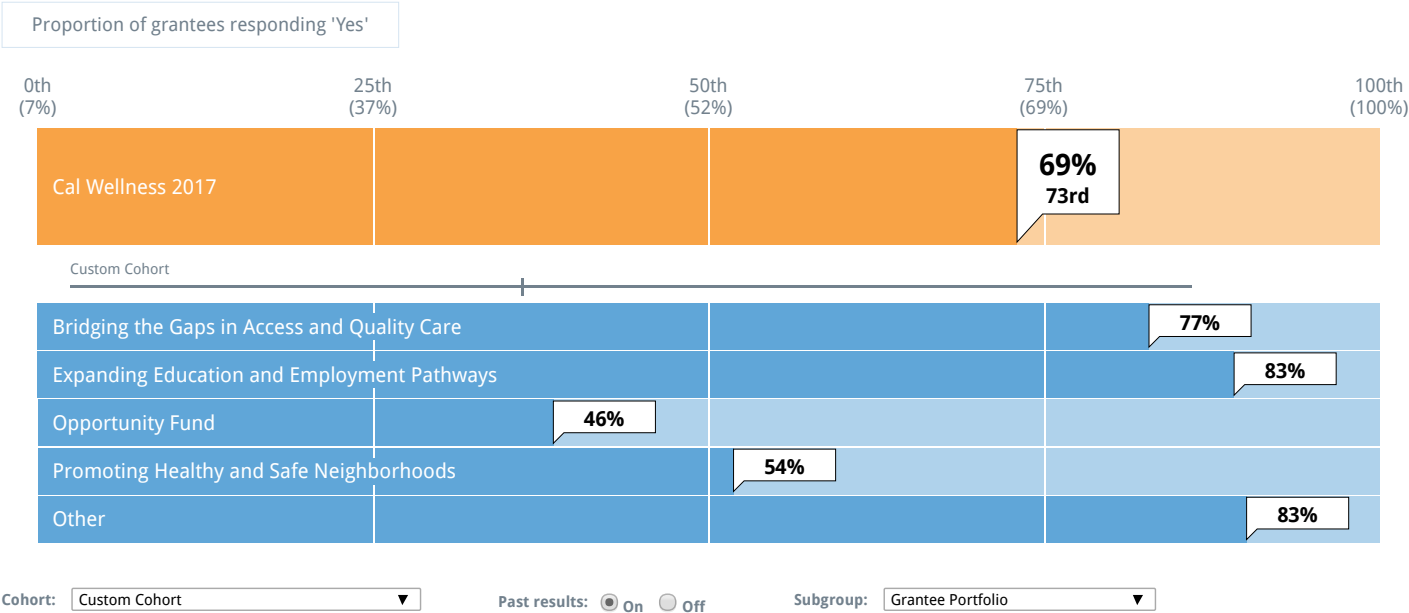 Proportion of grantees responding 'Yes'
0th 25th 50th 75th 100th
(7%) (37%) (52%) (69%) (100%)
Cal Wellness 2017
69%
73rd
Custom Cohort
Bridging the Gaps in Access and Quality Care 77%
Expanding Education and Employment Pathways 83%
Opportunity Fund 46%
Promoting Healthy and Safe Neighborhoods 54%
Other 83%
Cohort: Custom Cohort Past results: On Off Subgroup: Grantee Portfolio